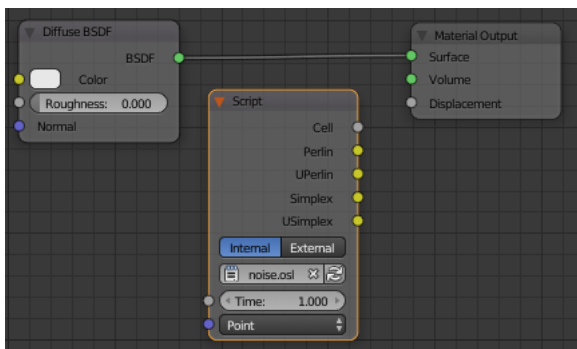 Diffuse BSDF
BSDF
Color
Roughness: 0.000
Normal
Script
Cell
Perlin
UPerlin
Simplex
USimplex
Internal External
noise.osl
Time: 1.000
Point
Material Output
Surface
Volume
Displacement